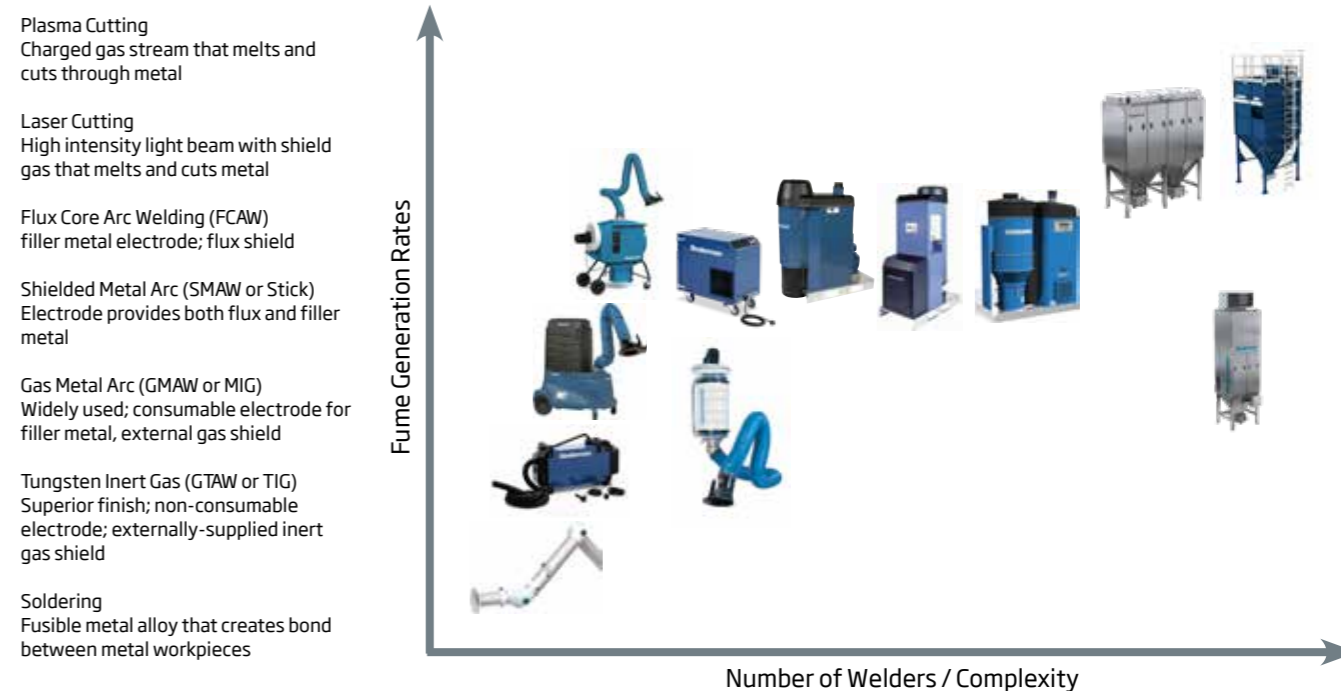 Plasma Cutting
Charged gas stream that melts and
cuts through metal
Laser Cutting
High intensity light beam with shield
gas that melts and cuts metal
Flux Core Arc Welding (FCAW)
filler metal electrode; flux shield
Shielded Metal Arc (SMAW or Stick)
Electrode provides both flux and filler
metal
Gas Metal Arc (GMAW or MIG)
Widely used; consumable electrode for
filler metal, external gas shield
Tungsten Inert Gas (GTAW or TIG)
Superior finish; non-consumable
electrode; externally-supplied inert
gas shield
Soldering
Fusible metal alloy that creates bond
between metal workpieces
Fume Generation Rates
Number of Welders / Complexity